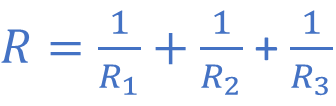 R = 1/R₁ + 1/R₂ + 1/R₃